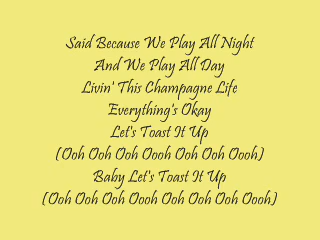 Said Because We Play All Night
And We Play All Day
Livin' This Champagne Life
Everything's Okay
Let's Toast It Up
(Ooh Ooh Ooh Oooh Ooh Ooh Oooh)
Baby Let's Toast It Up
(Ooh Ooh Ooh Oooh Ooh Ooh Ooh Oooh)